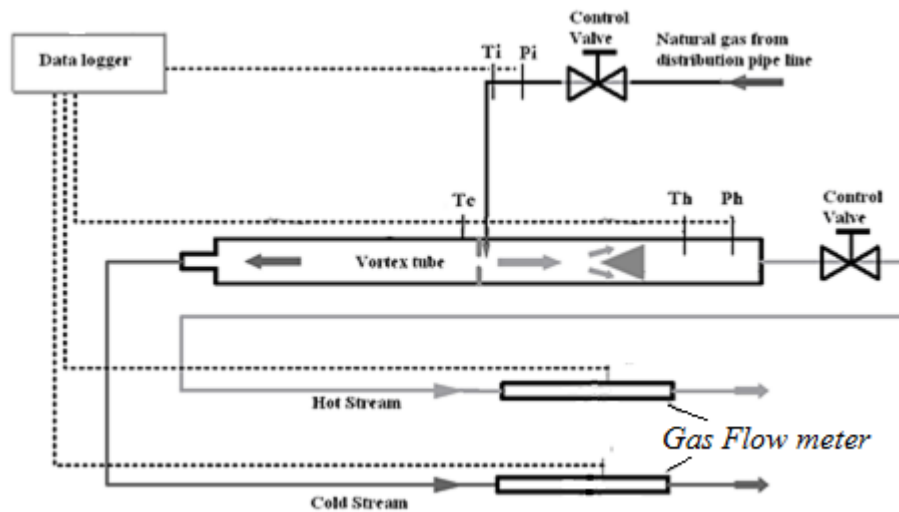 Control
Valve
Natural gas from
distribution pipe line
Data logger
Ti
Pi
Tc
Th
Ph
Control
Valve
Vortex tube
Hot Stream
Gas Flow meter
Cold Stream